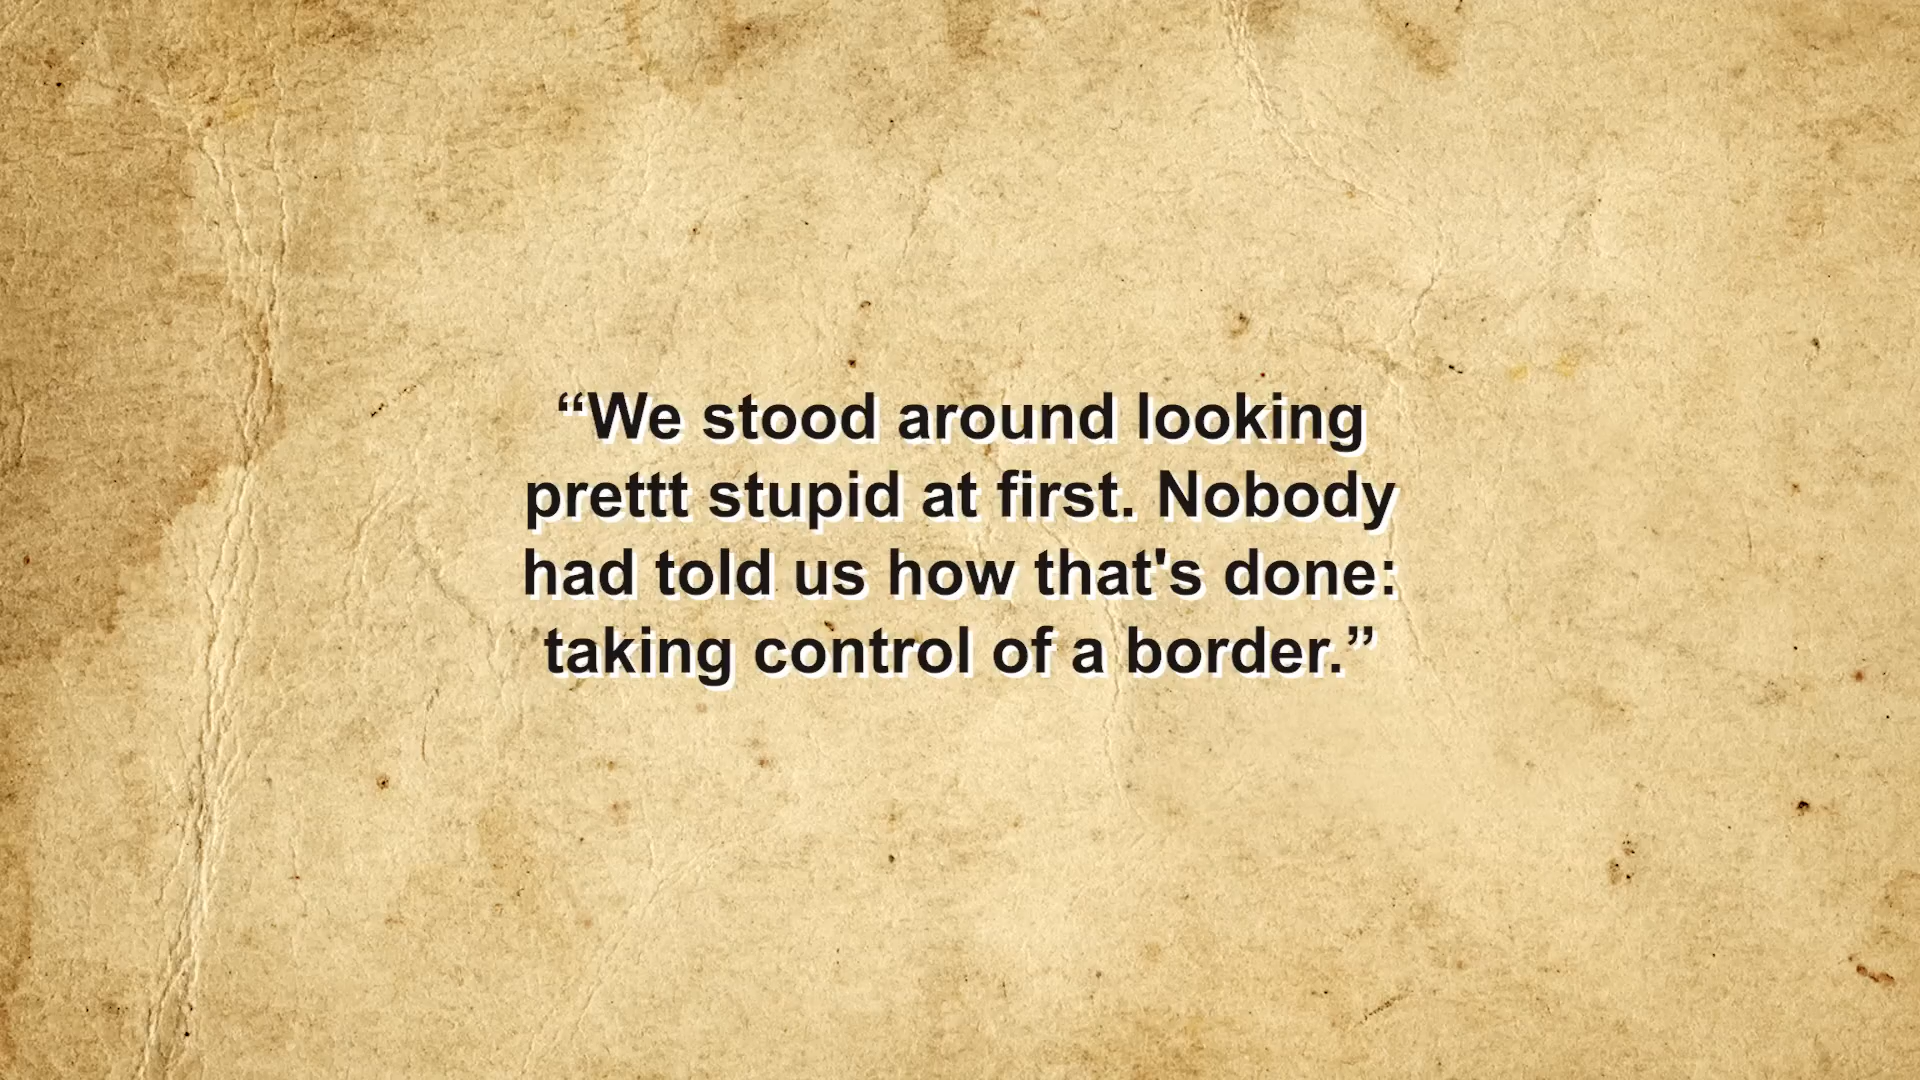 “We stood around looking
prettt stupid at first. Nobody
had told us how that's done:
taking control of a border.”